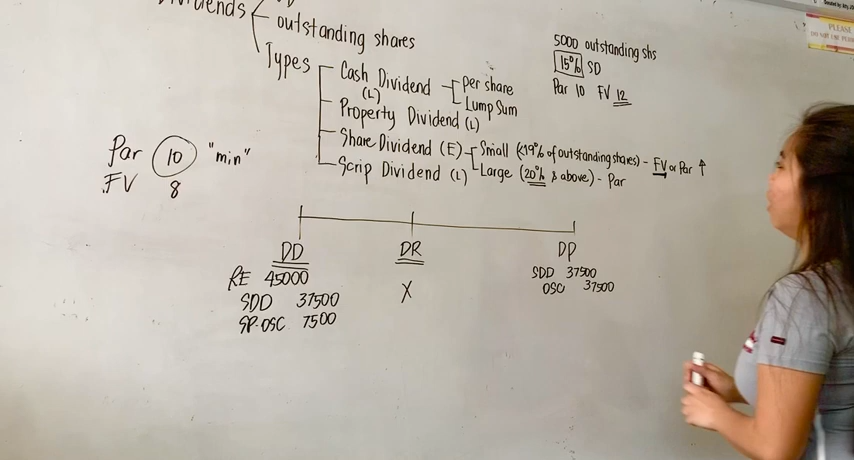 Dividends
outstanding shares
Types
Cash Dividend
(L)
Per share
Lump Sum
Property Dividend (L)
Share Dividend (E)
Small (<19% of outstanding shares) - FV or Par ↑
Large (20% & above) - Par
Scrip Dividend (L)
5000 outstanding shs
15% SD
Par 10 FV 12
Par 10 "min"
FV 8
DD DR DP
RE 45000
SDD 37500
SP-OSC 7500
X
SDD 37500
OSC 37500
PLEASE